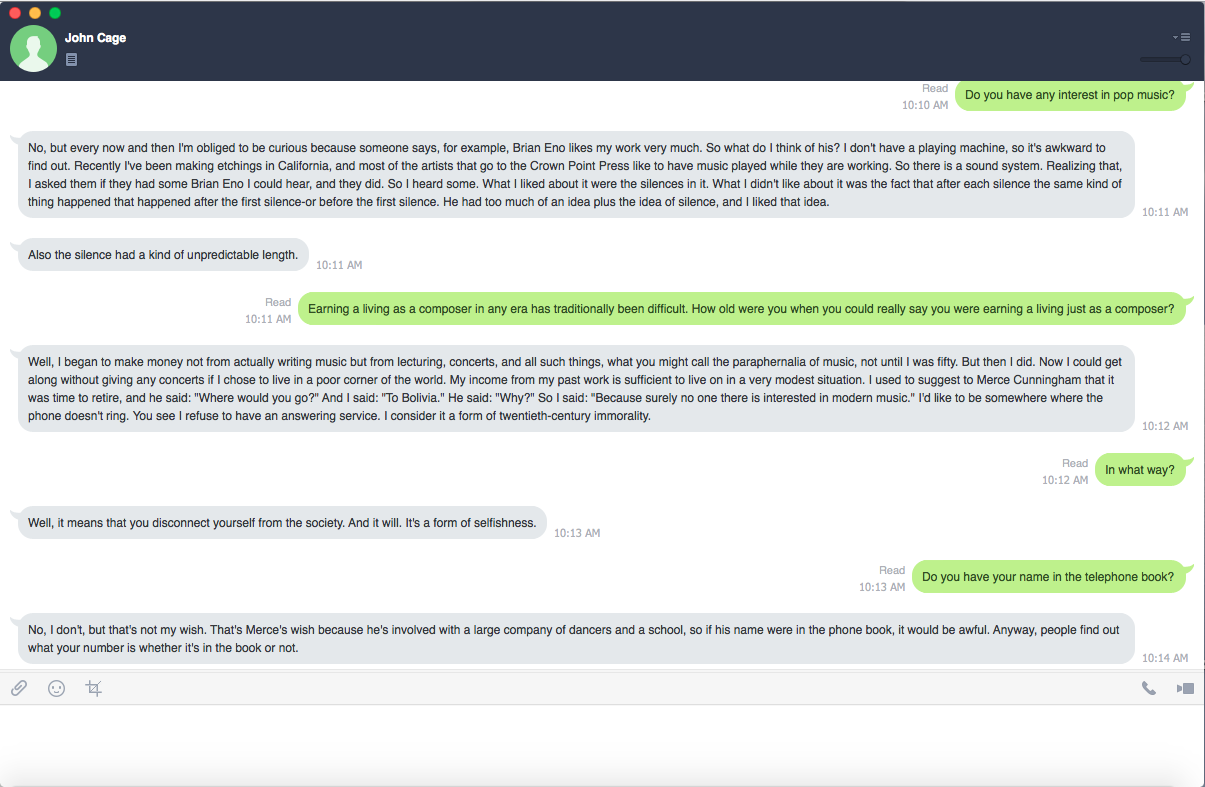 John Cage
Read
10:10 AM
Do you have any interest in pop music?
No, but every now and then I'm obliged to be curious because someone says, for example, Brian Eno likes my work very much. So what do I think of his? I don't have a playing machine, so it's awkward to
find out. Recently I've been making etchings in California, and most of the artists that go to the Crown Point Press like to have music played while they are working. So there is a sound system. Realizing that,
I asked them if they had some Brian Eno I could hear, and they did. So I heard some. What I liked about it were the silences in it. What I didn't like about it was the fact that after each silence the same kind of
thing happened that happened after the first silence-or before the first silence. He had too much of an idea plus the idea of silence, and I liked that idea.
10:11 AM
Also the silence had a kind of unpredictable length.
10:11 AM
Read
10:11 AM
Earning a living as a composer in any era has traditionally been difficult. How old were you when you could really say you were earning a living just as a composer?
Well, I began to make money not from actually writing music but from lecturing, concerts, and all such things, what you might call the paraphernalia of music, not until I was fifty. But then I did. Now I could get
along without giving any concerts if I chose to live in a poor corner of the world. My income from my past work is sufficient to live on in a very modest situation. I used to suggest to Merce Cunningham that it
was time to retire, and he said: "Where would you go?" And I said: "To Bolivia." He said: "Why?" So I said: "Because surely no one there is interested in modern music." I'd like to be somewhere where the
phone doesn't ring. You see I refuse to have an answering service. I consider it a form of twentieth-century immorality.
10:12 AM
Read
10:12 AM
In what way?
Well, it means that you disconnect yourself from the society. And it will. It's a form of selfishness.
10:13 AM
Read
10:13 AM
Do you have your name in the telephone book?
No, I don't, but that's not my wish. That's Merce's wish because he's involved with a large company of dancers and a school, so if his name were in the phone book, it would be awful. Anyway, people find out
what your number is whether it's in the book or not.
10:14 AM